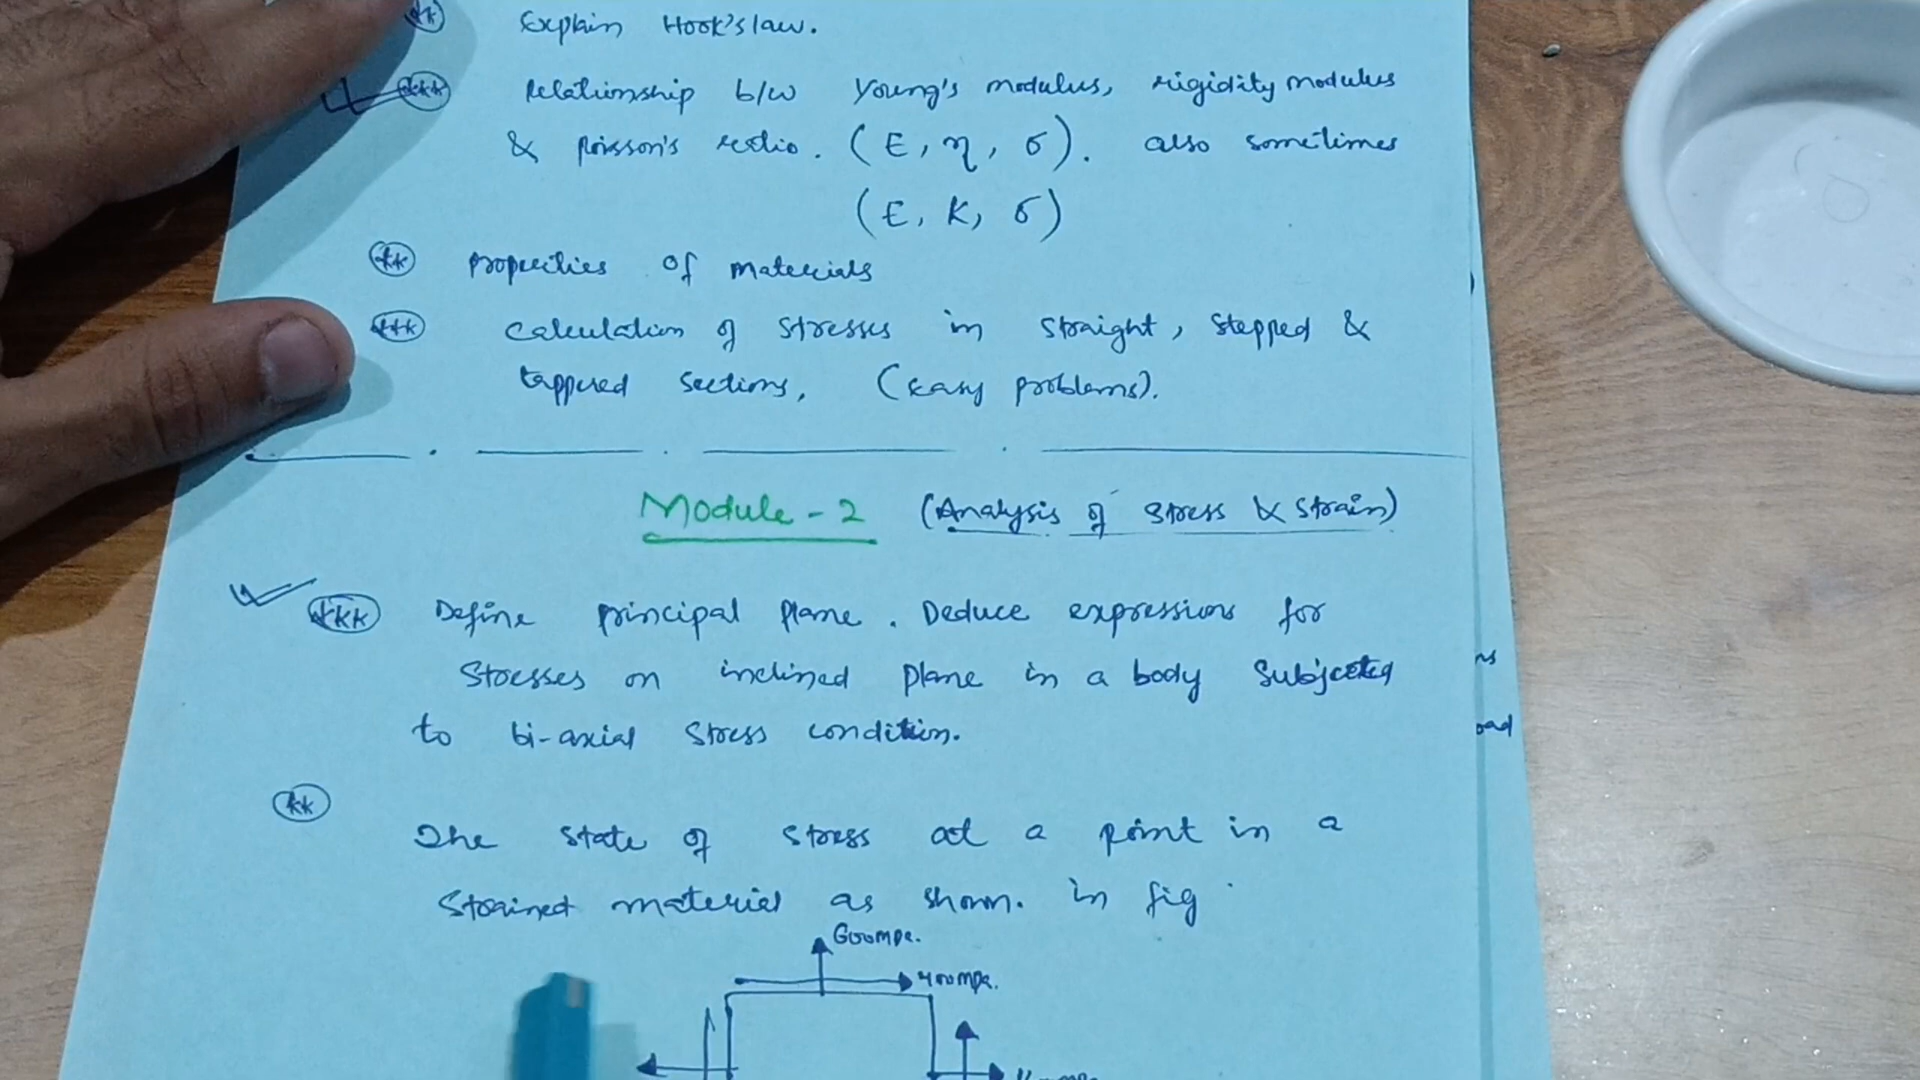 Explain Hook's law.
Relationship b/w Young's modulus, rigidity modulus
& poisson's ratio. (E, η, σ). also sometimes
(E, K, σ)
properties of materials
calculation of stresses in straight, stepped &
tappered sections, (easy problems).
Module - 2 (Analysis of stress & strain)
Define principal plane. Deduce expressions for
stresses on inclined plane in a body subjected
to bi-axial stress condition.
The state of stress at a point in a
strained material as shown. in fig
600mpa.
400mpa.